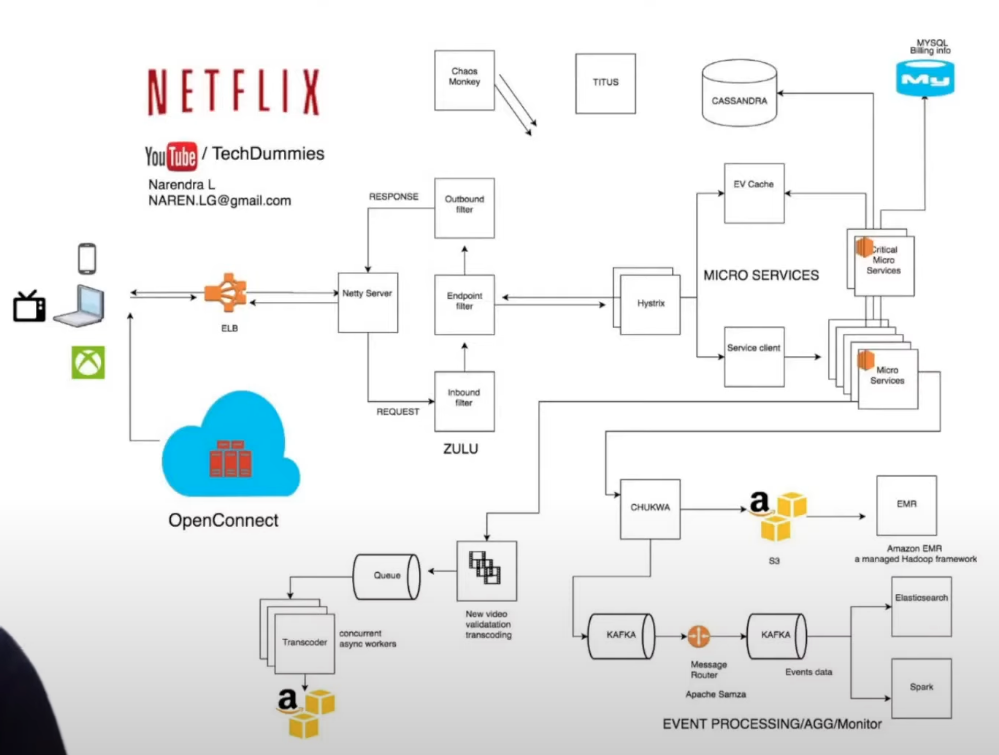 NETFLIX
YouTube / TechDummies
Narendra L
NAREN.LG@gmail.com
Chaos
Monkey
TITUS
CASSANDRA
MYSQL
Billing info
My
EV Cache
Critical
Micro
Services
MICRO SERVICES
RESPONSE
Outbound
filter
Netty Server
Endpoint
filter
Hystrix
ELB
Service client
Micro
Services
REQUEST
Inbound
filter
ZULU
OpenConnect
CHUKWA
a
S3
EMR
Amazon EMR
a managed Hadoop framework
Queue
New video
validatation
transcoding
Transcoder
concurrent
async workers
a
KAFKA
Message
Router
Apache Samza
KAFKA
Events data
Elasticsearch
Spark
EVENT PROCESSING/AGG/Monitor